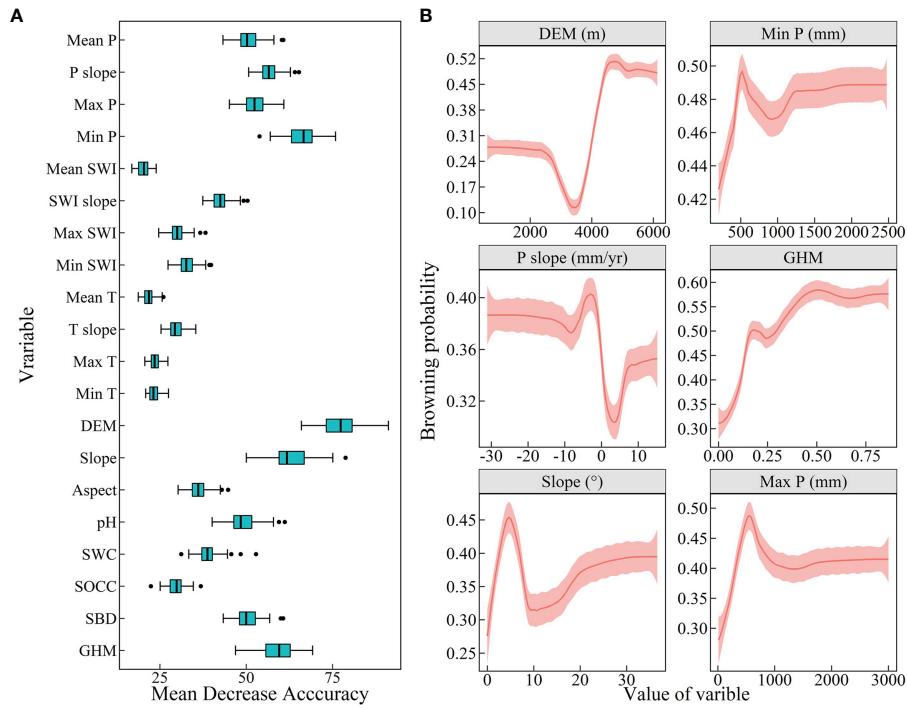 A
B
Mean P
P slope
Max P
Min P
Mean SWI
SWI slope
Max SWI
Min SWI
Mean T
T slope
Max T
Min T
DEM
Slope
Aspect
pH
SWC
SOCC
SBD
GHM
Vrariable
25 50 75
Mean Decrease Acccuracy
Browning probability
DEM (m)
0.52
0.45
0.38
0.31
0.24
0.17
0.10
2000 4000 6000
Min P (mm)
0.50
0.48
0.46
0.44
0.42
500 1000 1500 2000 2500
P slope (mm/yr)
0.40
0.36
0.32
-30 -20 -10 0 10
GHM
0.60
0.55
0.50
0.45
0.40
0.35
0.30
0.00 0.25 0.50 0.75
Slope (°)
0.45
0.40
0.35
0.30
0.25
0 10 20 30
Max P (mm)
0.50
0.45
0.40
0.35
0.30
0 1000 2000 3000
Value of varible